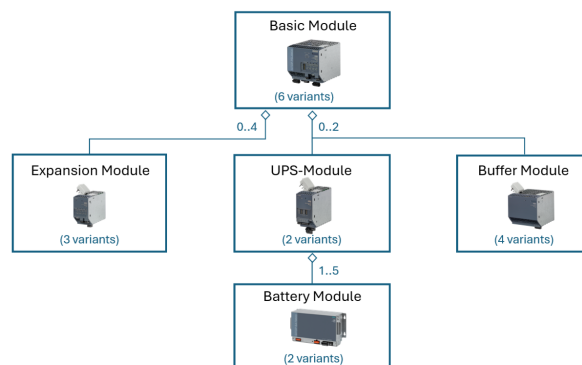 Basic Module
(6 variants)
0..4
0..2
Expansion Module
(3 variants)
UPS-Module
(2 variants)
Buffer Module
(4 variants)
1..5
Battery Module
(2 variants)